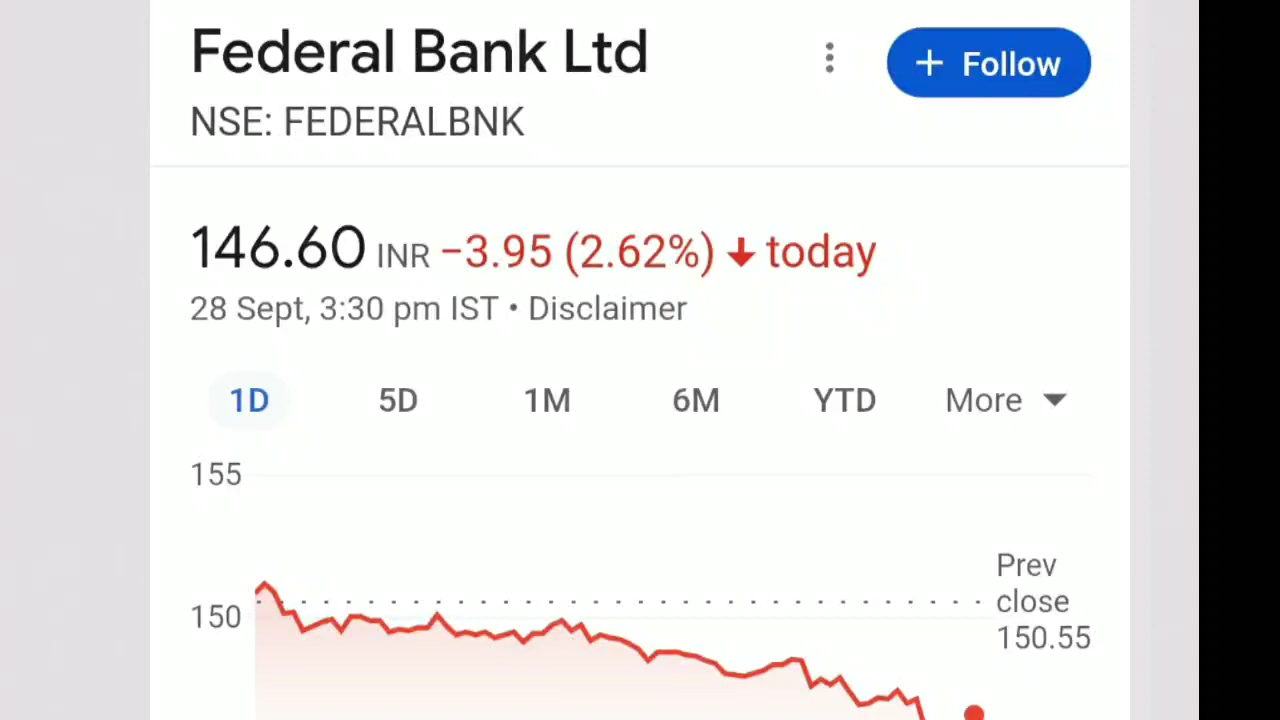 Federal Bank Ltd
+ Follow
NSE: FEDERALBNK
146.60 INR −3.95 (2.62%) ↓ today
28 Sept, 3:30 pm IST • Disclaimer
1D 5D 1M 6M YTD More
155
150
Prev
close
150.55